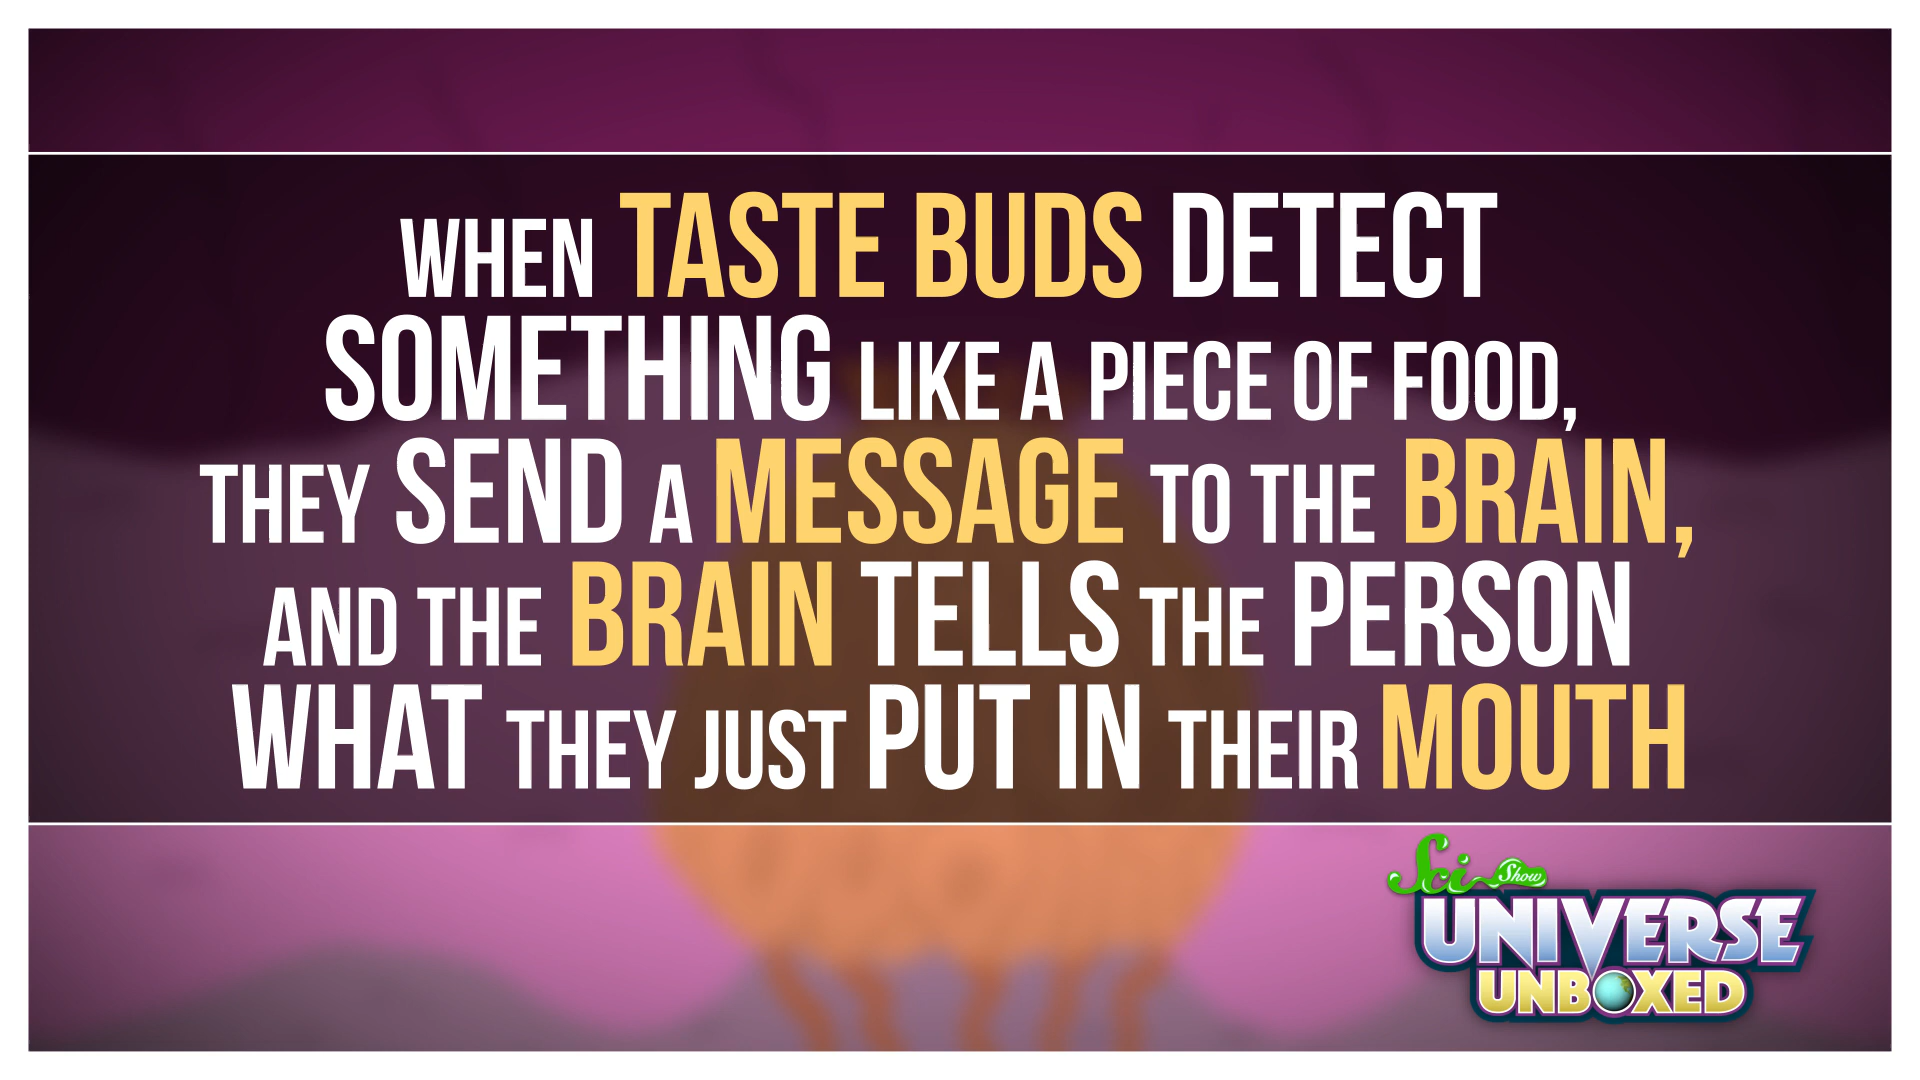 WHEN TASTE BUDS DETECT
SOMETHING LIKE A PIECE OF FOOD,
THEY SEND A MESSAGE TO THE BRAIN,
AND THE BRAIN TELLS THE PERSON
WHAT THEY JUST PUT IN THEIR MOUTH
Sci Show
UNIVERSE
UNBOXED